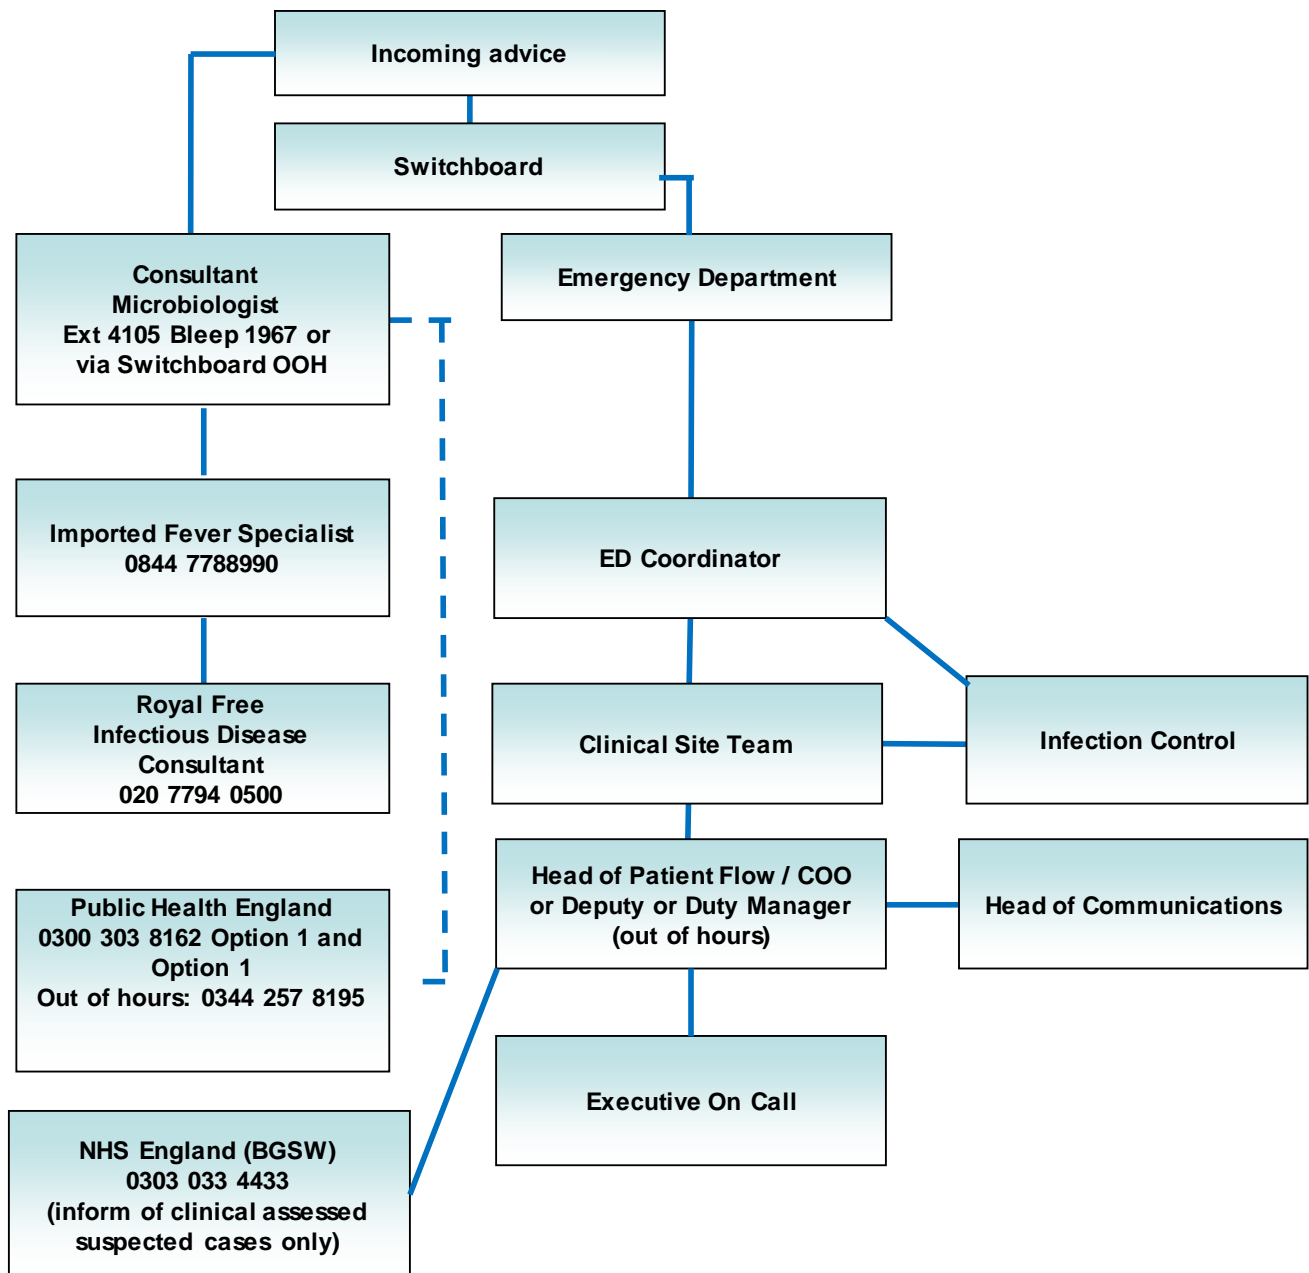 Incoming advice
Switchboard
Consultant
Microbiologist
Ext 4105 Bleep 1967 or
via Switchboard OOH
Emergency Department
Imported Fever Specialist
0844 7788990
ED Coordinator
Royal Free
Infectious Disease
Consultant
020 7794 0500
Clinical Site Team
Infection Control
Public Health England
0300 303 8162 Option 1 and
Option 1
Out of hours: 0344 257 8195
Head of Patient Flow / COO
or Deputy or Duty Manager
(out of hours)
Head of Communications
Executive On Call
NHS England (BGSW)
0303 033 4433
(inform of clinical assessed
suspected cases only)